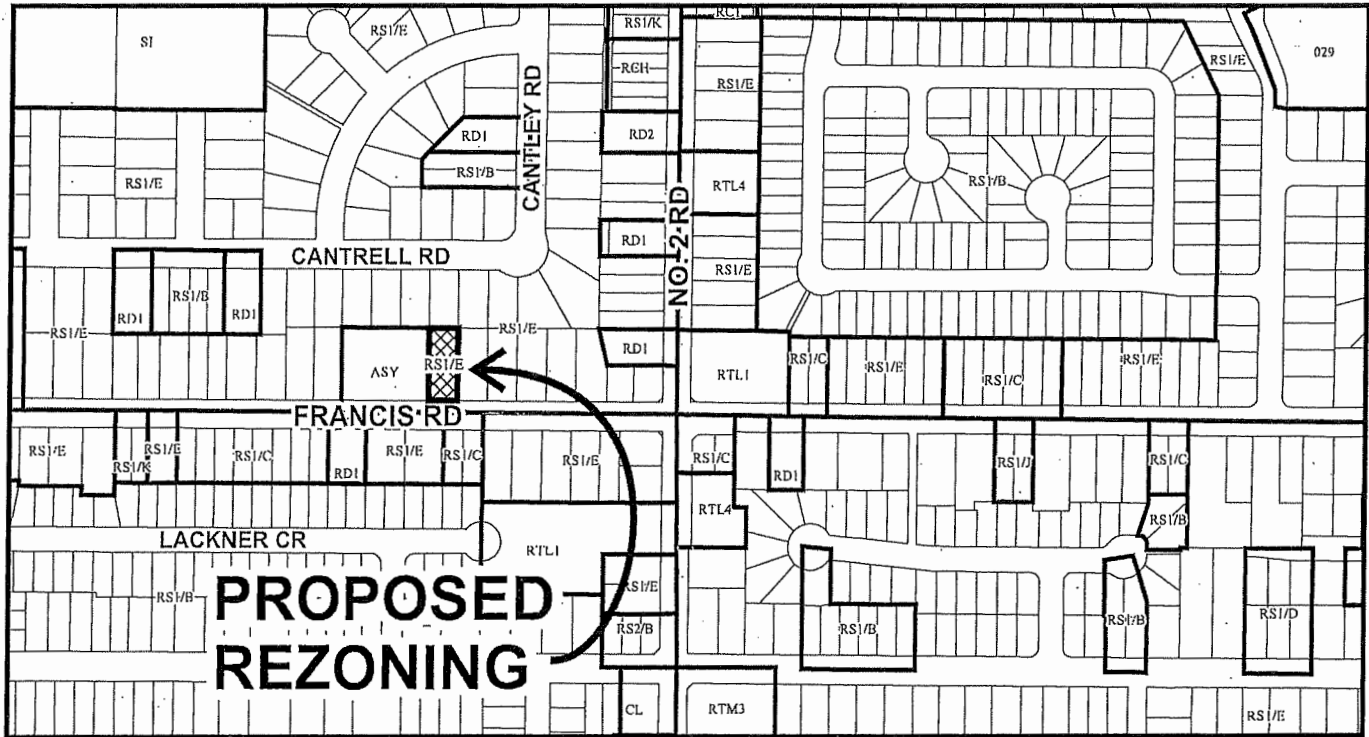 SI
RS1/E
CANTLEY RD
RS1/K
RC1
RCH
RS1/E
RS1/E
029
RD1
RD2
RS1/B
RS1/E
RTL4
RS1/B
NO. 2 RD
RD1
CANTRELL RD
RS1/E
RD1
RS1/B
RD1
RS1/E
RS1/E
RD1
ASY
RS1/E
RTL1
RS1/C
RS1/E
RS1/C
RS1/E
FRANCIS RD
RS1/E
RS1/K
RS1/E
RS1/C
RD1
RS1/E
RS1/C
RS1/E
RS1/C
RD1
RS1/J
RS1/C
RTL4
RS1/B
LACKNER CR
RTL1
RS1/B
RS1/E
RS2/B
RS1/B
RS1/B
RS1/D
PROPOSED
REZONING
CL
RTM3
RS1/E